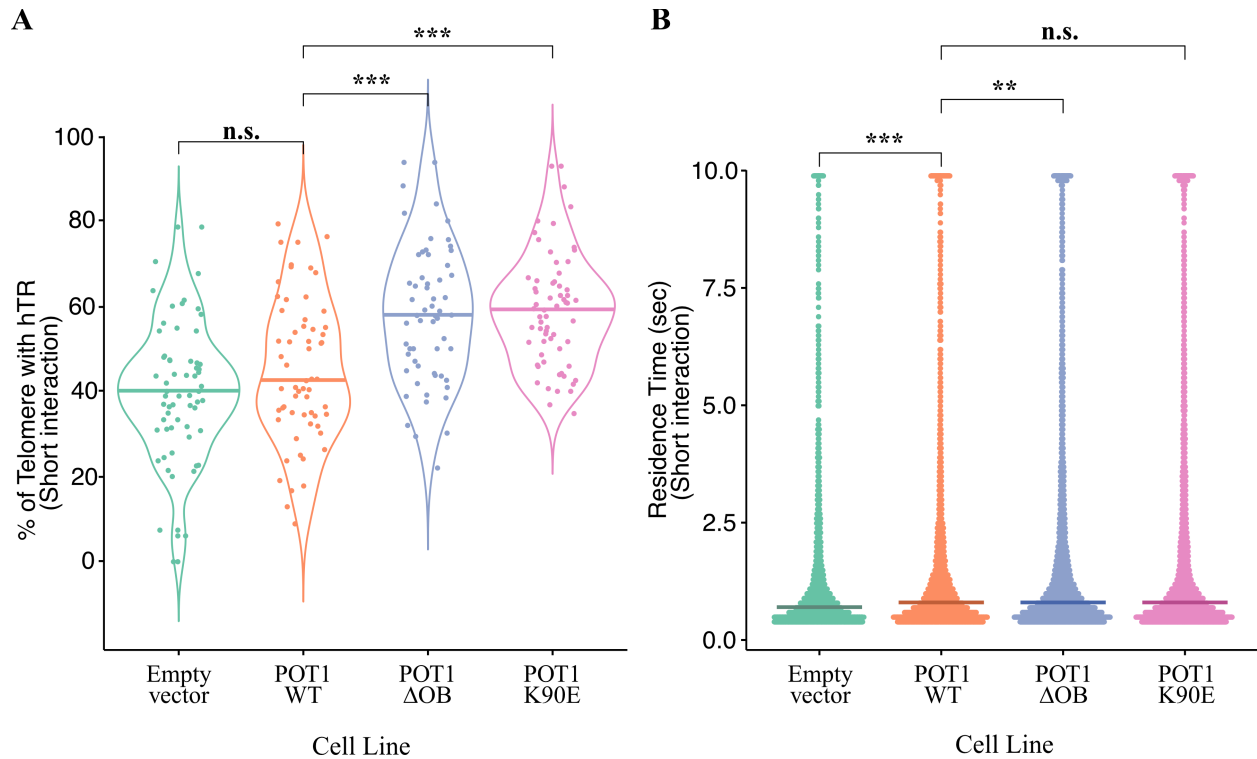 A
***
***
n.s.
100
80
60
40
20
0
% of Telomere with hTR
(Short interaction)
Empty
vector
POT1
WT
POT1
ΔOB
POT1
K90E
Cell Line
B
n.s.
**
***
10.0
7.5
5.0
2.5
0.0
Residence Time (sec)
(Short interaction)
Empty
vector
POT1
WT
POT1
ΔOB
POT1
K90E
Cell Line